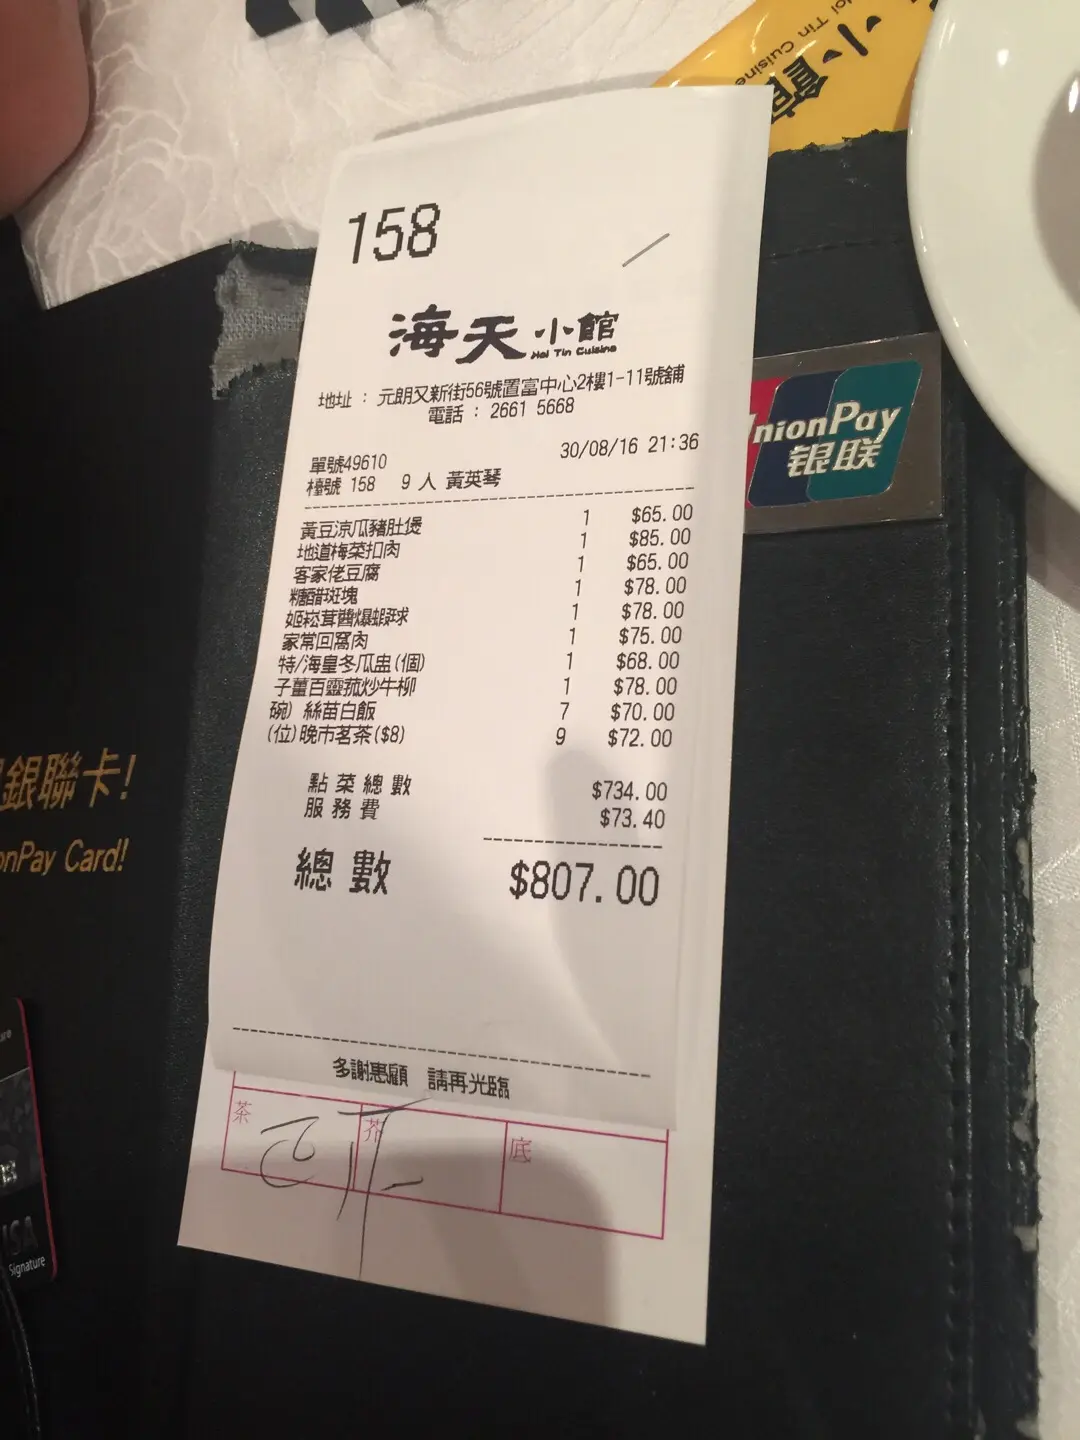 小館
Hoi Tin Cuisine
158
海天小館
Hoi Tin Cuisine
地址 : 元朗又新街56號置富中心2樓1-11號舖
電話 : 2661 5668
單號49610 30/08/16 21:36
檯號 158 9 人 黃英琴
黃豆涼瓜豬肚煲 1 $65.00
地道梅菜扣肉 1 $85.00
客家佬豆腐 1 $65.00
糖醋斑塊 1 $78.00
姬崧茸醬爆蝦球 1 $78.00
家常回窩肉 1 $75.00
特/海皇冬瓜盅(個) 1 $68.00
子薑百靈菰炒牛柳 1 $78.00
碗) 絲苗白飯 7 $70.00
(位)晚市茗茶($8) 9 $72.00
點菜總數 $734.00
服務費 $73.40
總數 $807.00
多謝惠顧 請再光臨
茶 芥 底
UnionPay
银联
銀聯卡!
onPay Card!
Signature